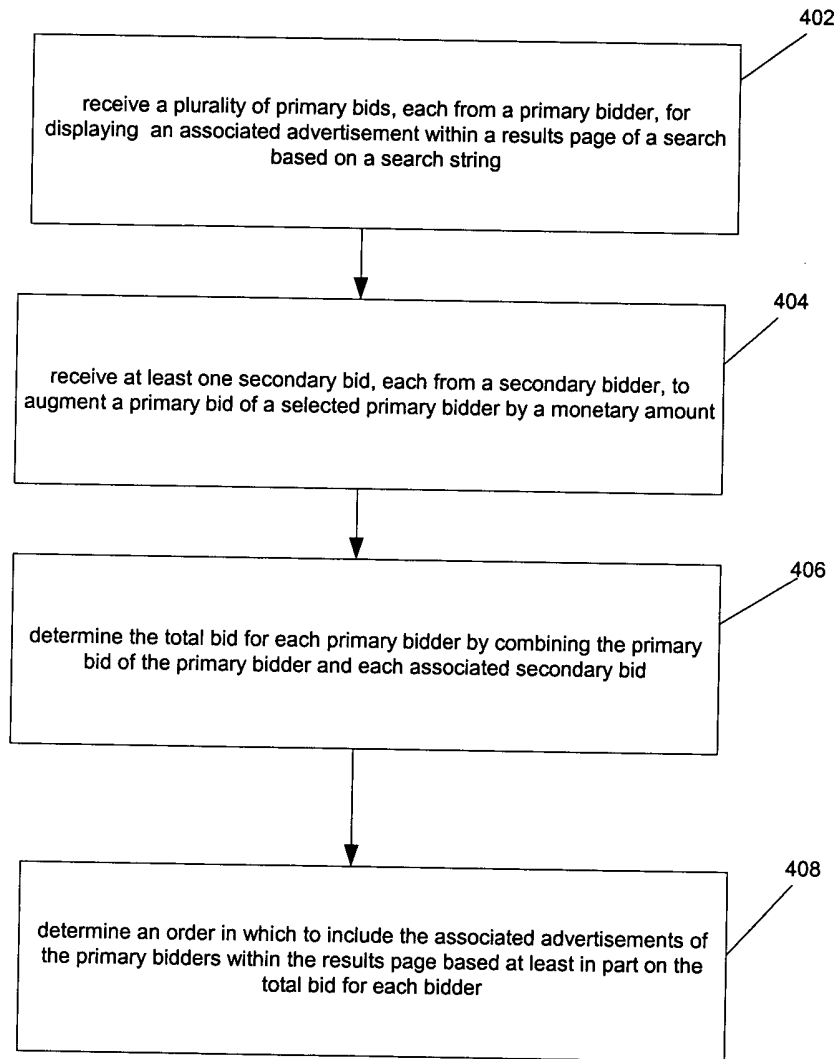 402
receive a plurality of primary bids, each from a primary bidder, for
displaying an associated advertisement within a results page of a search
based on a search string
404
receive at least one secondary bid, each from a secondary bidder, to
augment a primary bid of a selected primary bidder by a monetary amount
406
determine the total bid for each primary bidder by combining the primary
bid of the primary bidder and each associated secondary bid
408
determine an order in which to include the associated advertisements of
the primary bidders within the results page based at least in part on the
total bid for each bidder